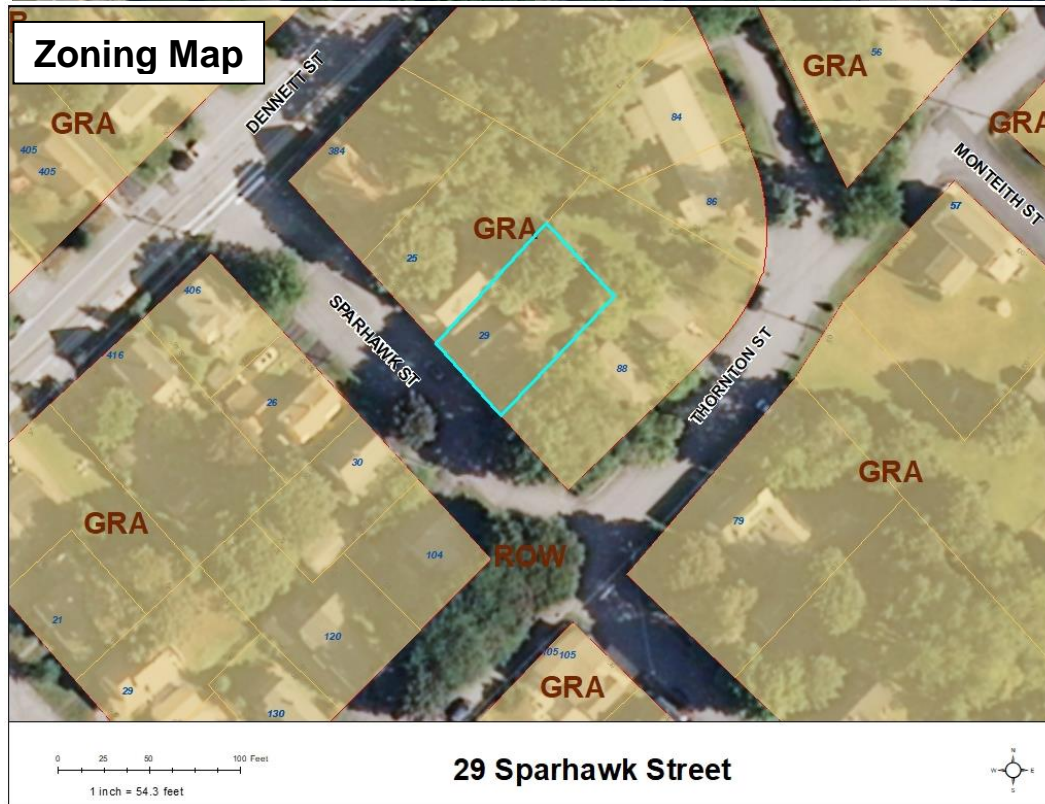 Zoning Map
DENNETT ST
GRA
GRA
56
GRA
MONTEITH ST
GRA
405
405
384
84
86
57
GRA
25
29
SPARHAWK ST
406
416
26
30
88
THORNTON ST
GRA
79
GRA
104
ROW
21
120
29
130
105 105
GRA
0 25 50 100 Feet
1 inch = 54.3 feet
29 Sparhawk Street
N
W E
S